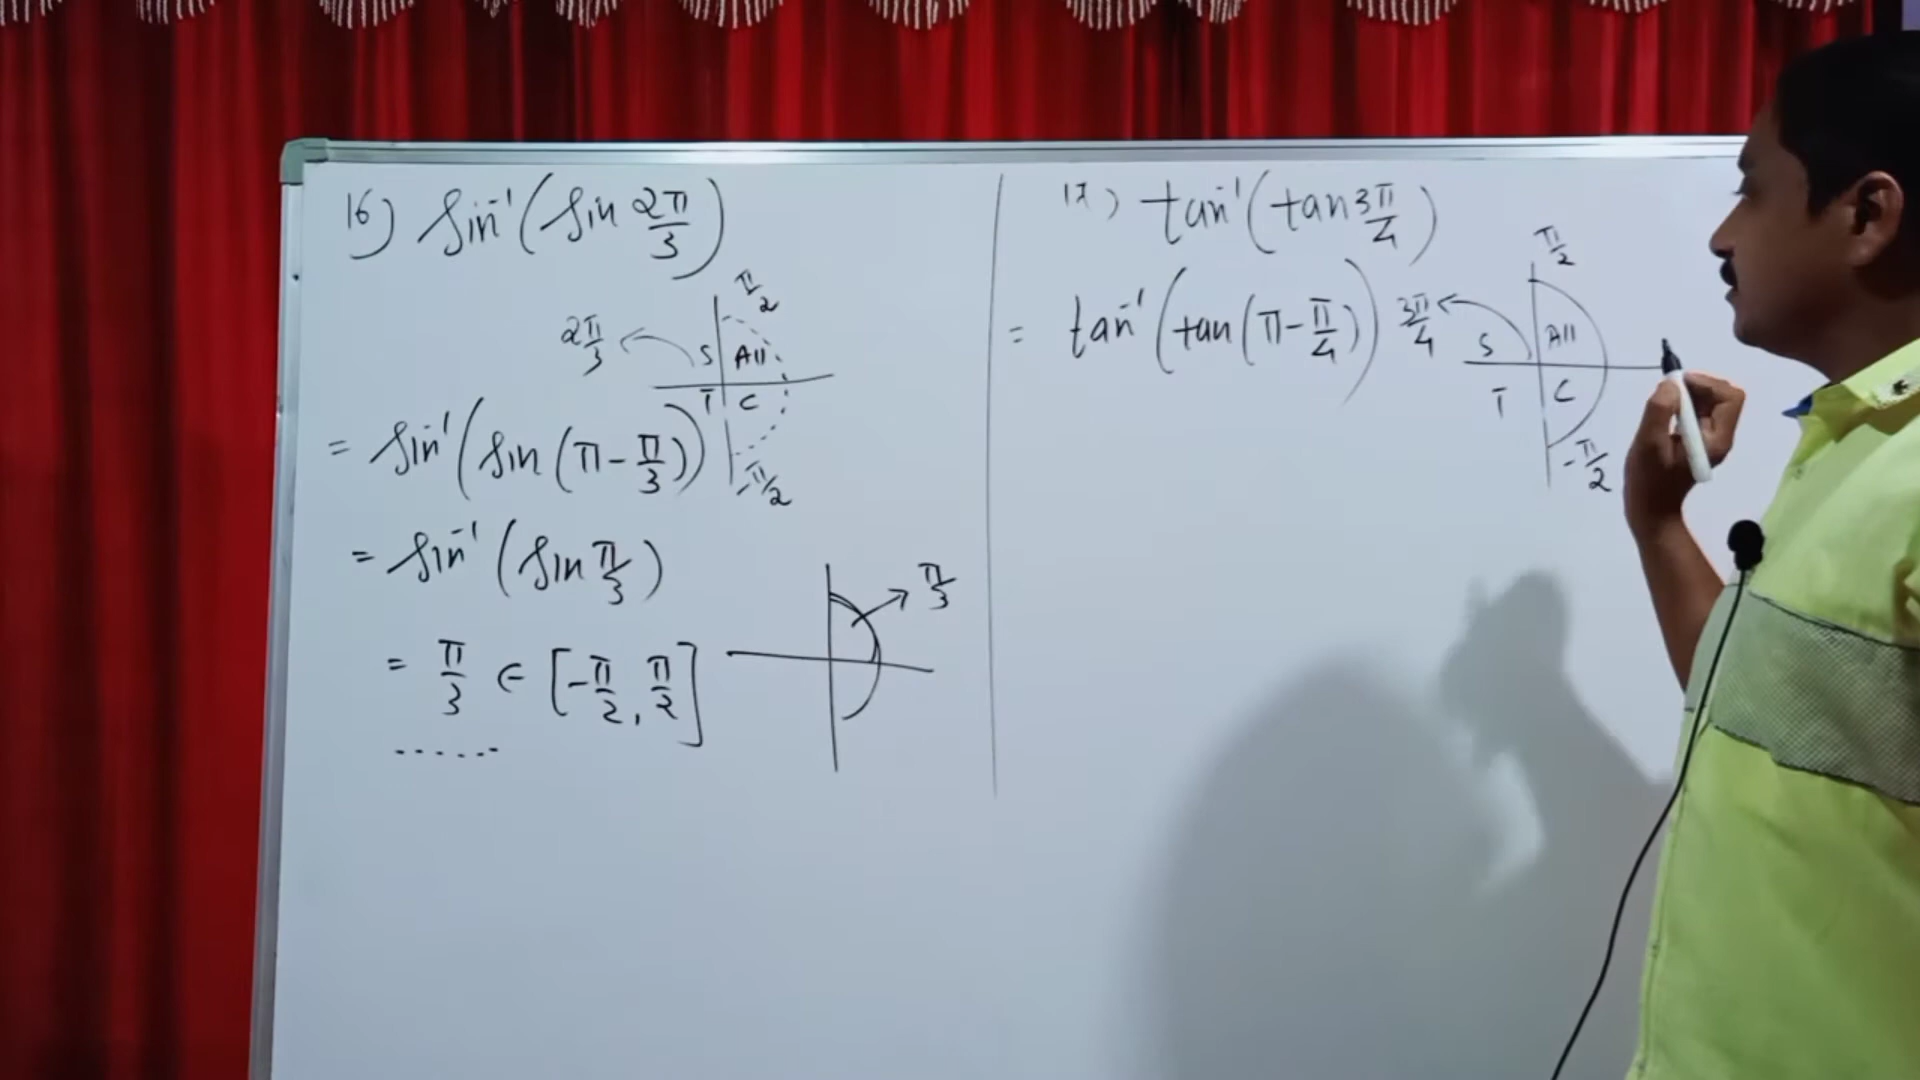 16) sin⁻¹(sin 2π/3)
π/2
2π/3
S All
T C
-π/2
= sin⁻¹(sin(π - π/3))
= sin⁻¹(sin π/3)
π/3
= π/3 ∈ [-π/2, π/2]
17) tan⁻¹(tan 3π/4)
π/2
= tan⁻¹(tan(π - π/4))
3π/4
S All
T C
-π/2